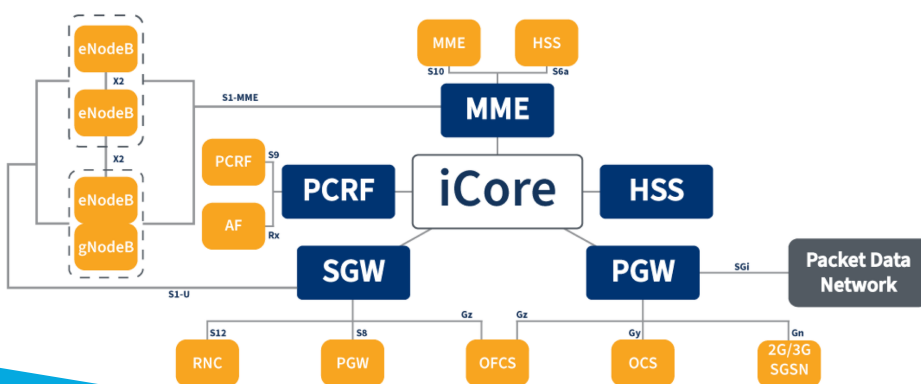 eNodeB
X2
eNodeB
X2
eNodeB
gNodeB
S1-MME
S1-U
MME
HSS
S10
S6a
MME
PCRF
S9
AF
Rx
PCRF
iCore
HSS
SGW
PGW
SGi
Packet Data
Network
Gz
Gz
S12
S8
Gy
Gn
RNC
PGW
OFCS
OCS
2G/3G
SGSN